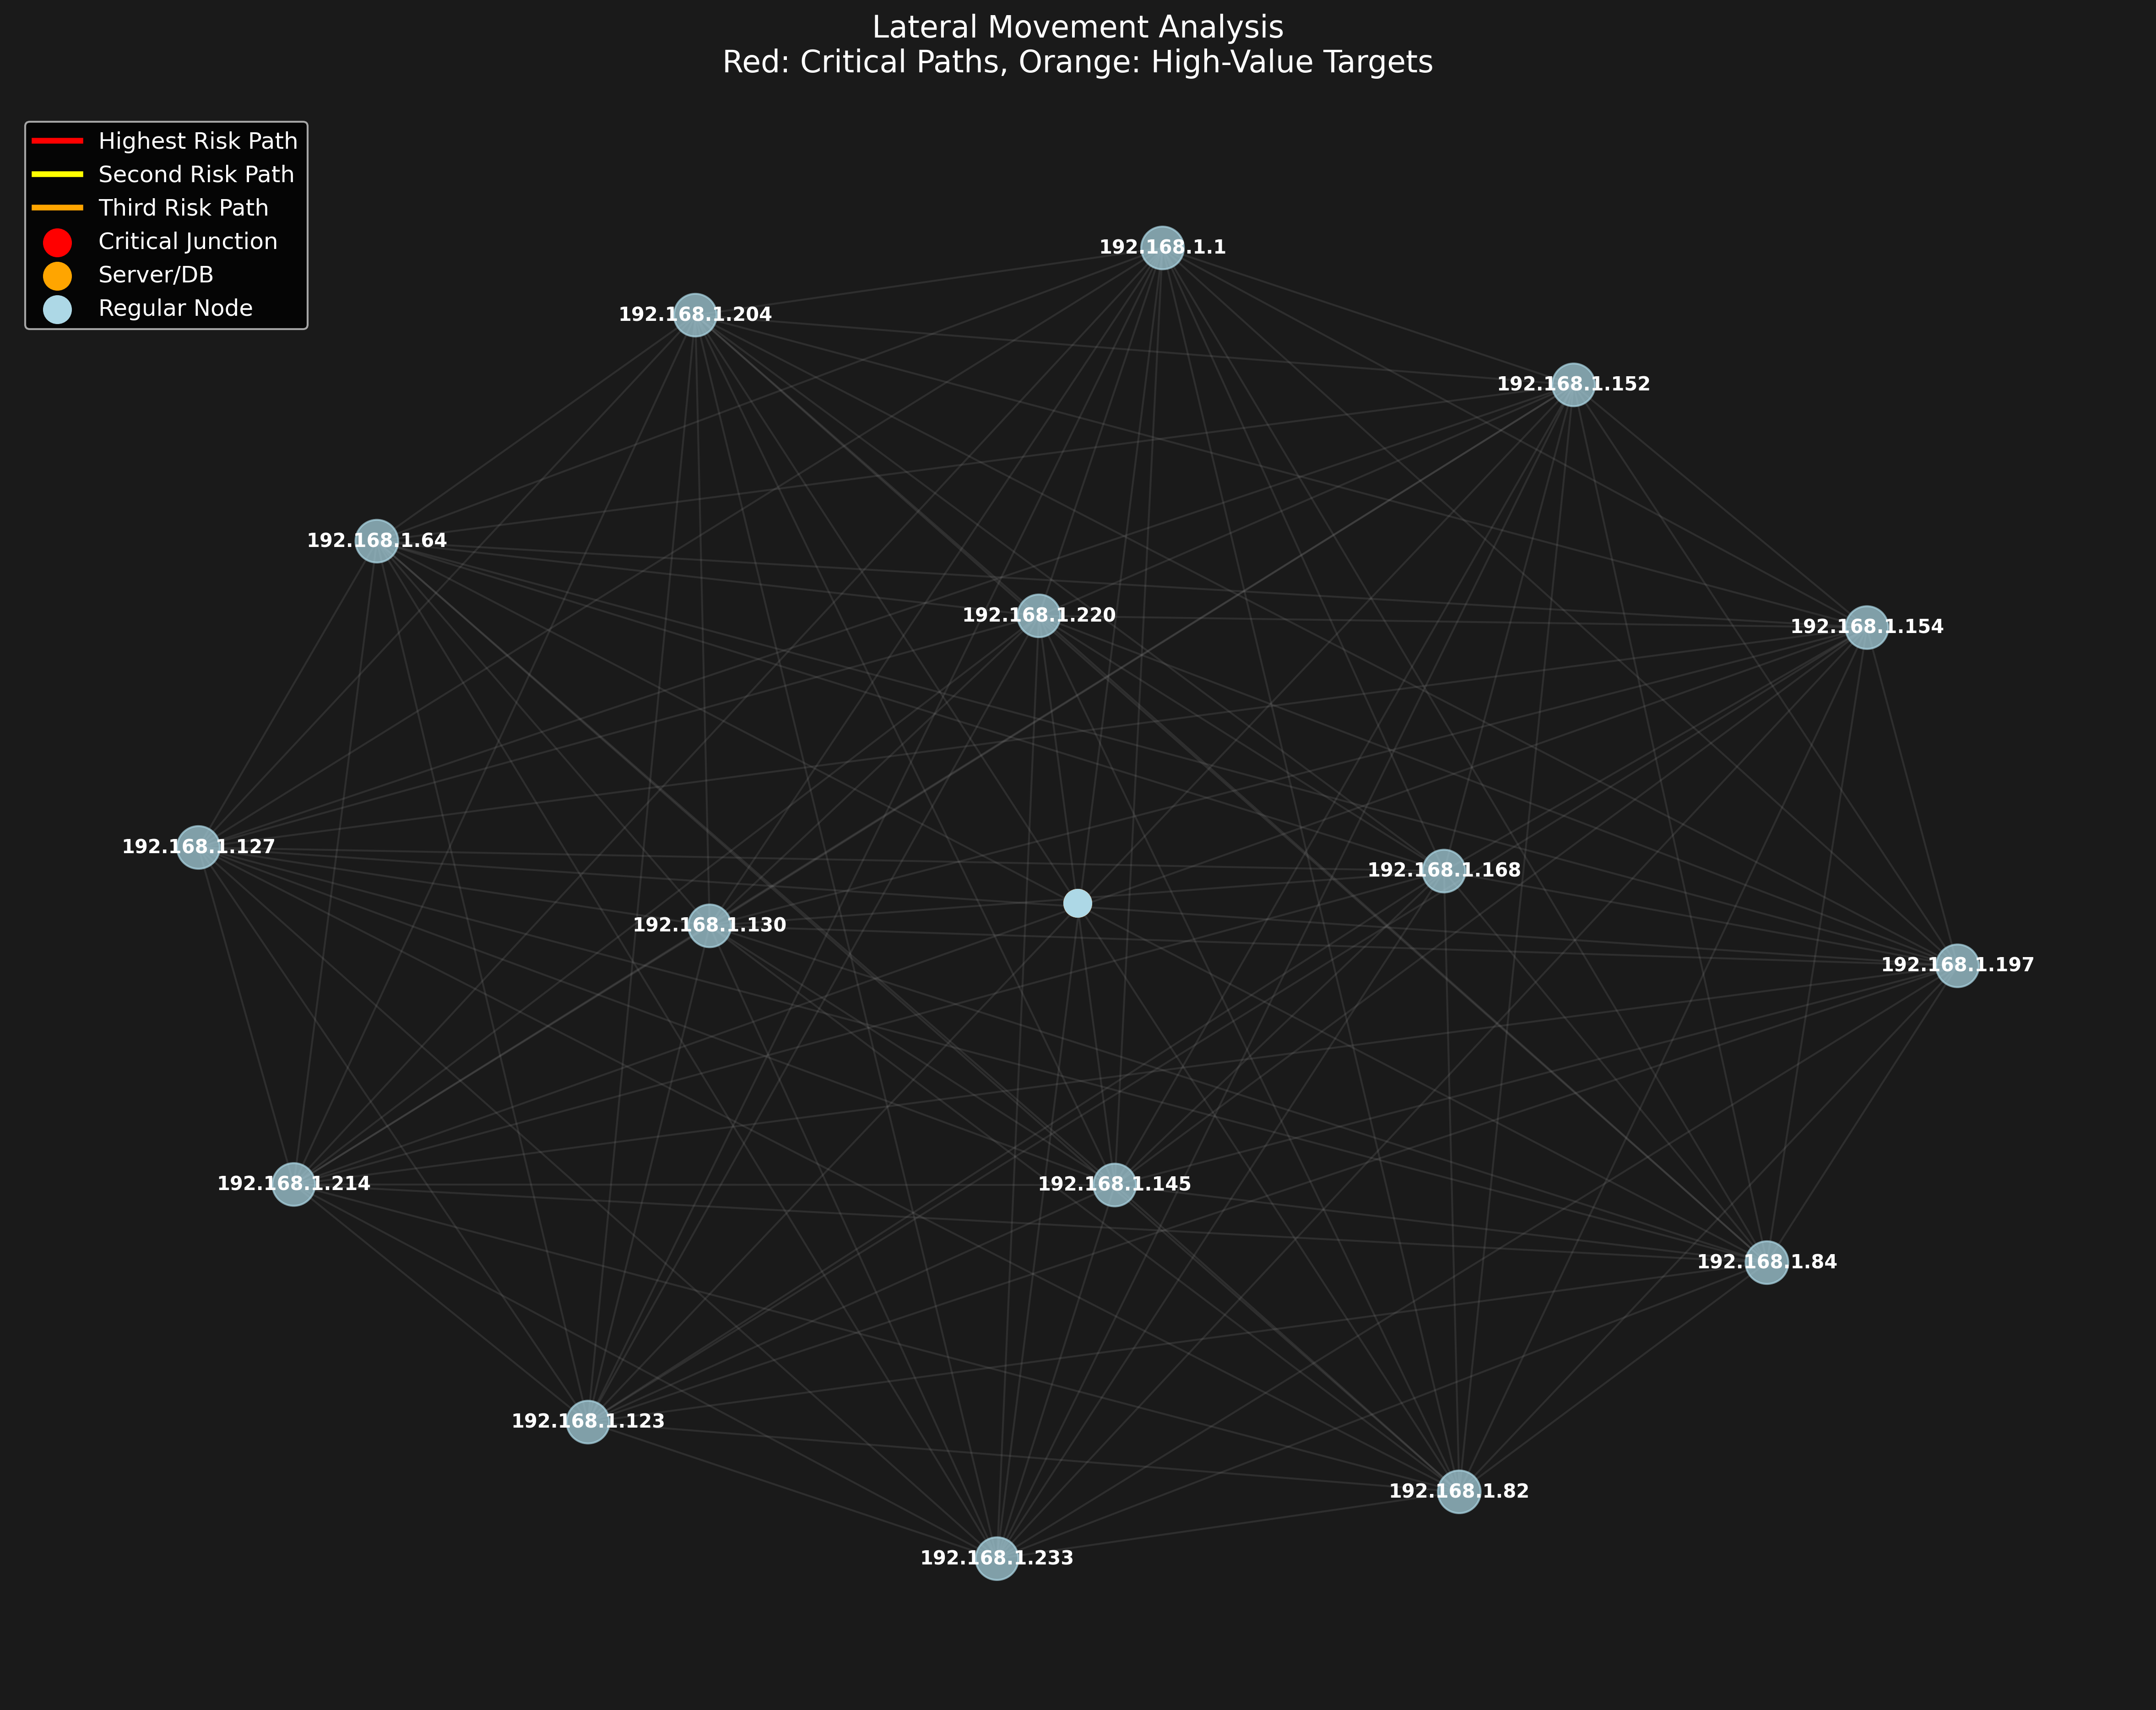 Lateral Movement Analysis
Red: Critical Paths, Orange: High-Value Targets
Highest Risk Path
Second Risk Path
Third Risk Path
Critical Junction
Server/DB
Regular Node
192.168.1.1
192.168.1.204
192.168.1.152
192.168.1.64
192.168.1.220
192.168.1.154
192.168.1.127
192.168.1.168
192.168.1.130
192.168.1.197
192.168.1.214
192.168.1.145
192.168.1.84
192.168.1.123
192.168.1.82
192.168.1.233